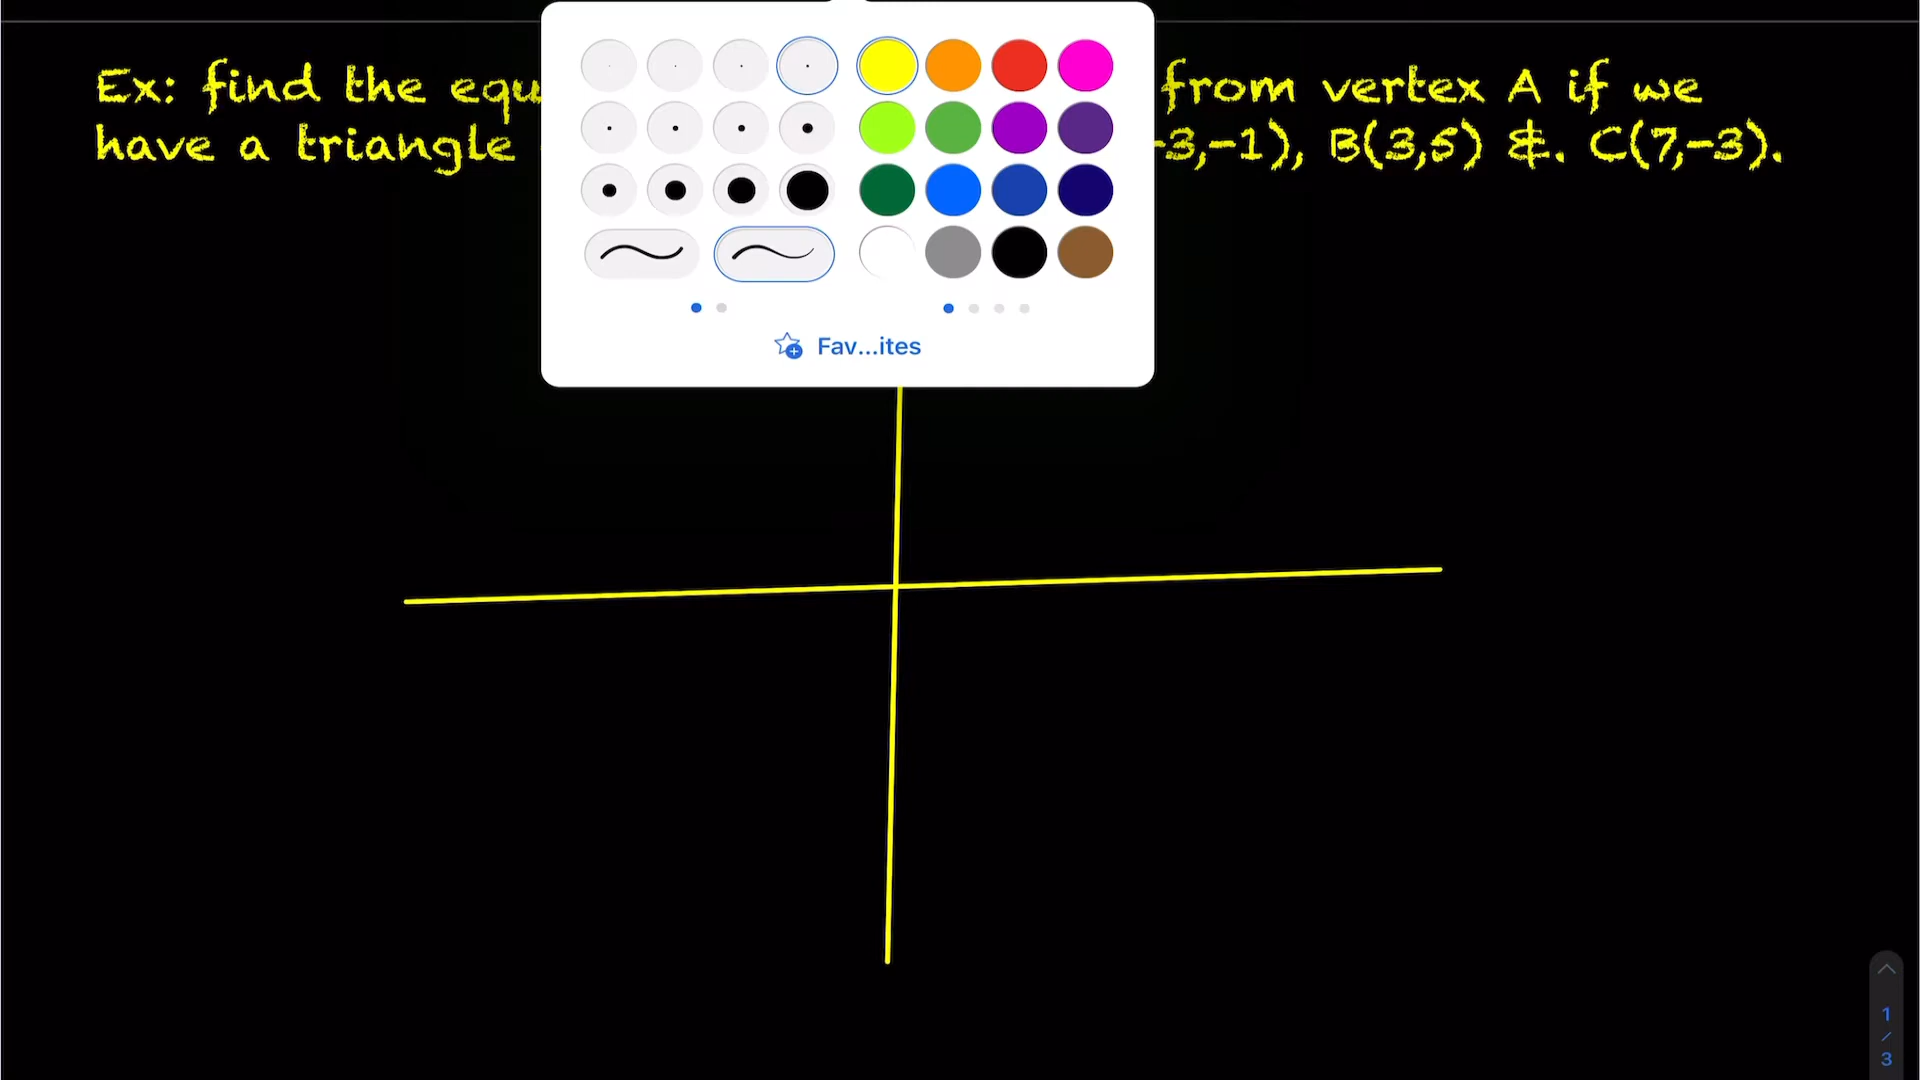 Ex: find the equ from vertex A if we
have a triangle -3,-1), B(3,5) &. C(7,-3).
Fav...ites
1
/
3